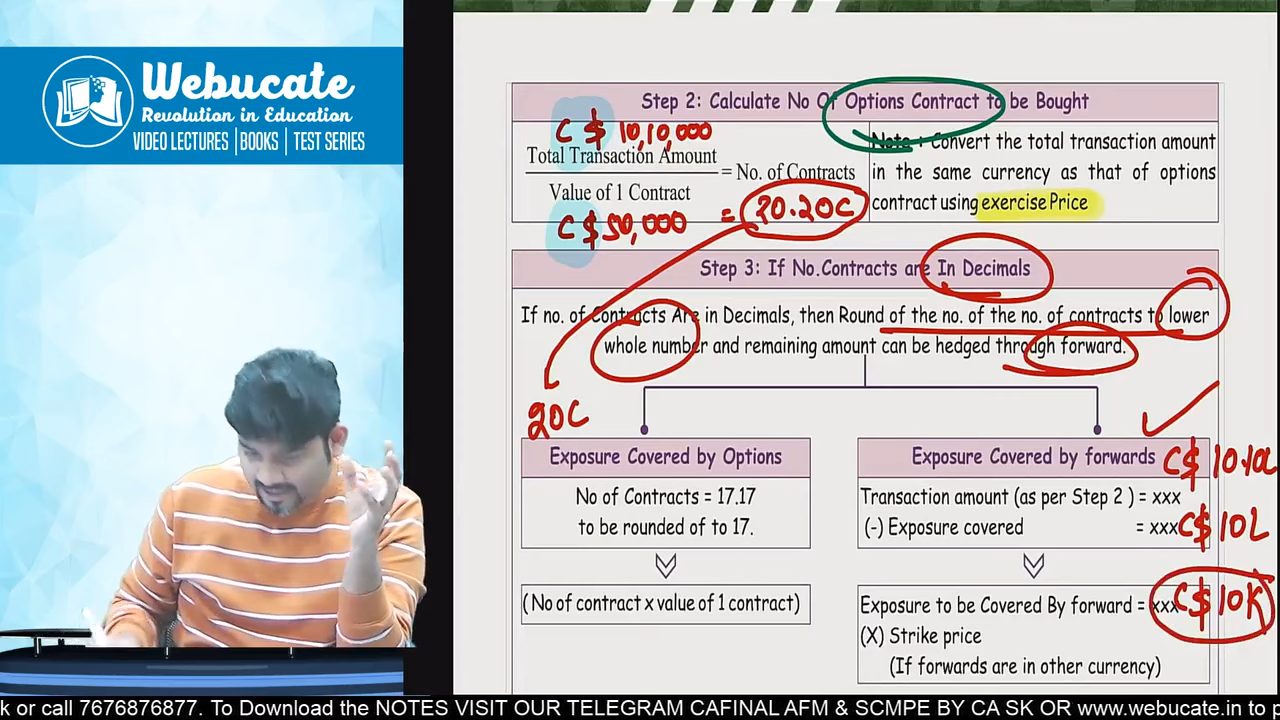 Webucate
Revolution in Education
VIDEO LECTURES | BOOKS | TEST SERIES
Step 2: Calculate No Of Options Contract to be Bought
C $ 10,10,000
Total Transaction Amount
Value of 1 Contract
= No. of Contracts
C $ 50,000
= 20.20C
Note : Convert the total transaction amount
in the same currency as that of options
contract using exercise Price
Step 3: If No.Contracts are In Decimals
If no. of Contracts Are in Decimals, then Round of the no. of the no. of contracts to lower
whole number and remaining amount can be hedged through forward.
20C
Exposure Covered by Options
No of Contracts = 17.17
to be rounded of to 17.
( No of contract x value of 1 contract)
Exposure Covered by forwards
C$ 10.10L
Transaction amount (as per Step 2 ) = xxx
(-) Exposure covered = xxx
C$ 10L
Exposure to be Covered By forward = xxx
C$ 10K
(X) Strike price
(If forwards are in other currency)
k or call 7676876877. To Download the NOTES VISIT OUR TELEGRAM CAFINAL AFM & SCMPE BY CA SK OR www.webucate.in to p